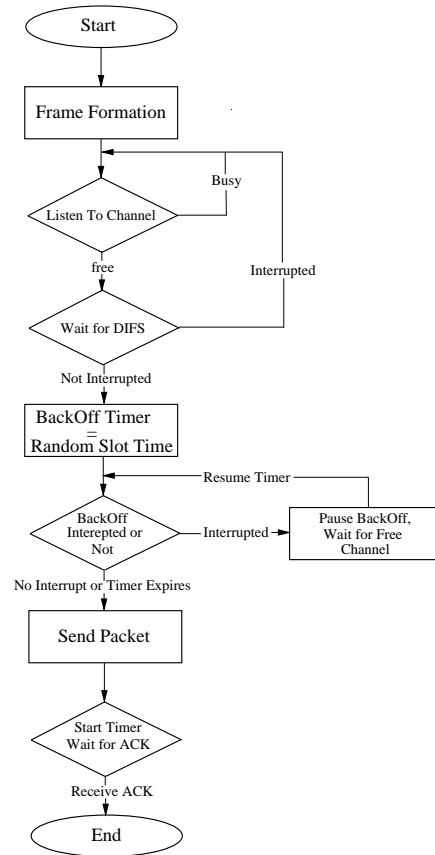 Start
Frame Formation
Busy
Listen To Channel
free
Interrupted
Wait for DIFS
Not Interrupted
BackOff Timer
=
Random Slot Time
Resume Timer
BackOff
Interepted or
Not
Interrupted
Pause BackOff,
Wait for Free
Channel
No Interrupt or Timer Expires
Send Packet
Start Timer
Wait for ACK
Receive ACK
End